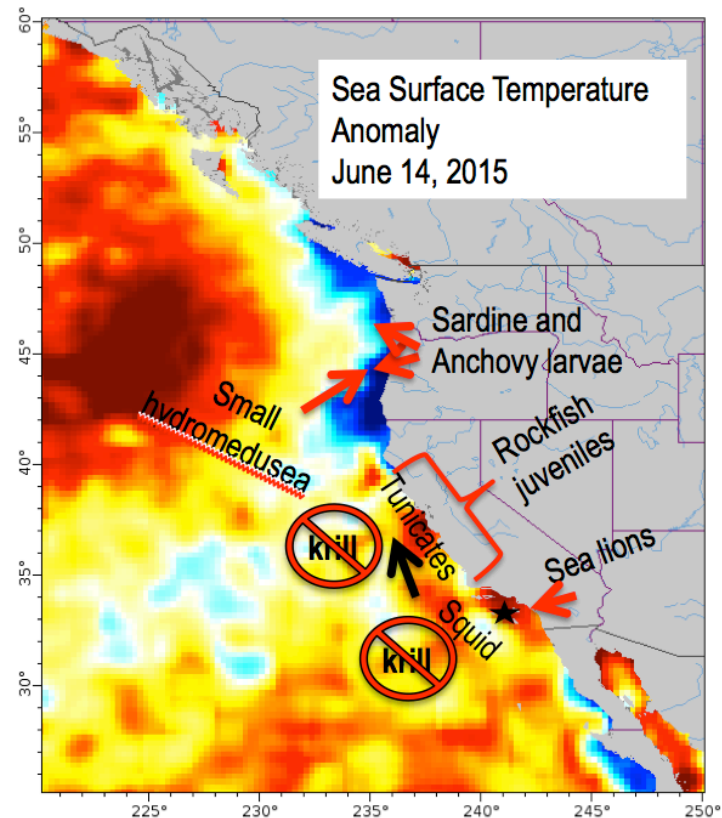 60°
55°
50°
45°
40°
35°
30°
Sea Surface Temperature
Anomaly
June 14, 2015
Sardine and
Anchovy larvae
Small
hydromedusea
Rockfish
juveniles
Tunicates
krill
Sea lions
Squid
krill
225°
230°
235°
240°
245°
250°